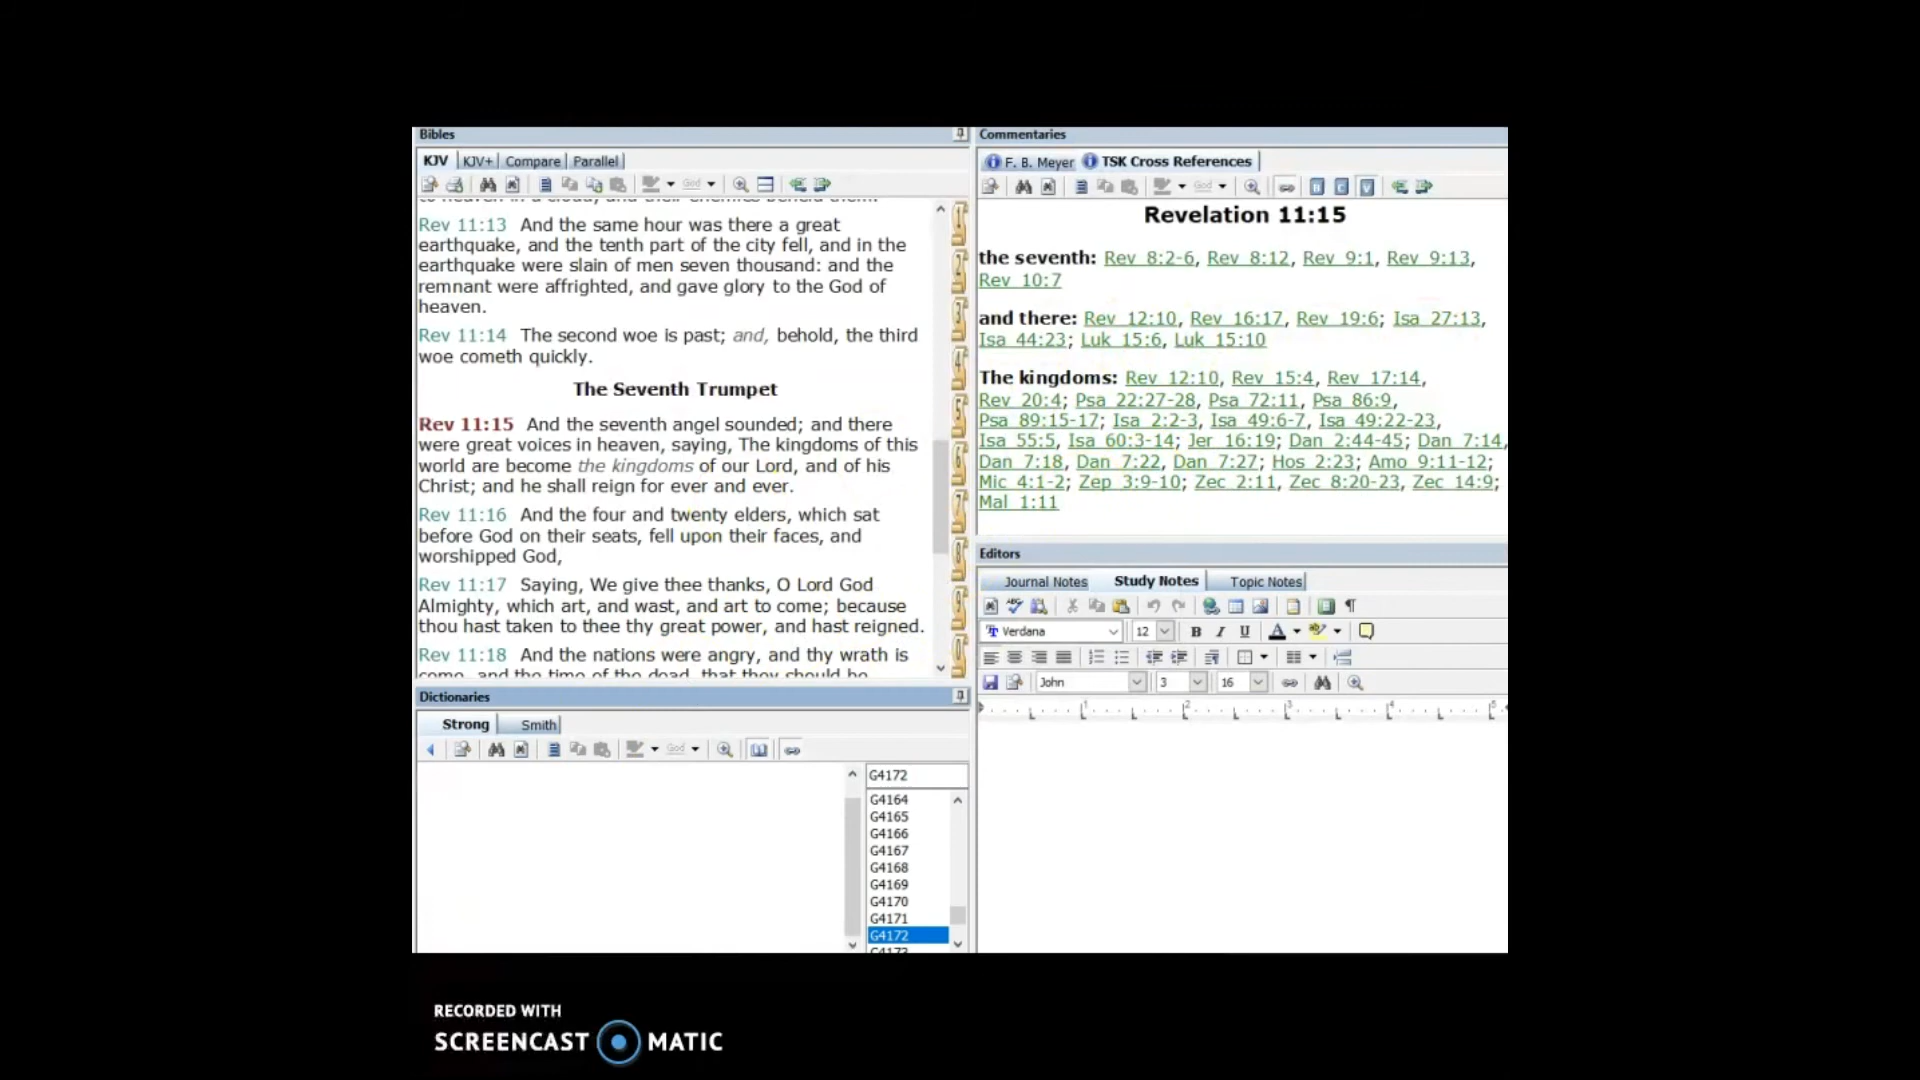 Bibles
KJV KJV+ Compare Parallel
Rev 11:13 And the same hour was there a great
earthquake, and the tenth part of the city fell, and in the
earthquake were slain of men seven thousand: and the
remnant were affrighted, and gave glory to the God of
heaven.
Rev 11:14 The second woe is past; and, behold, the third
woe cometh quickly.
The Seventh Trumpet
Rev 11:15 And the seventh angel sounded; and there
were great voices in heaven, saying, The kingdoms of this
world are become the kingdoms of our Lord, and of his
Christ; and he shall reign for ever and ever.
Rev 11:16 And the four and twenty elders, which sat
before God on their seats, fell upon their faces, and
worshipped God,
Rev 11:17 Saying, We give thee thanks, O Lord God
Almighty, which art, and wast, and art to come; because
thou hast taken to thee thy great power, and hast reigned.
Rev 11:18 And the nations were angry, and thy wrath is
come, and the time of the dead, that they should be
Dictionaries
Strong Smith
G4172
G4164
G4165
G4166
G4167
G4168
G4169
G4170
G4171
G4172
Commentaries
F. B. Meyer TSK Cross References
Revelation 11:15
the seventh: Rev 8:2-6, Rev 8:12, Rev 9:1, Rev 9:13,
Rev 10:7
and there: Rev 12:10, Rev 16:17, Rev 19:6; Isa 27:13,
Isa 44:23; Luk 15:6, Luk 15:10
The kingdoms: Rev 12:10, Rev 15:4, Rev 17:14,
Rev 20:4; Psa 22:27-28, Psa 72:11, Psa 86:9,
Psa 89:15-17; Isa 2:2-3, Isa 49:6-7, Isa 49:22-23,
Isa 55:5, Isa 60:3-14; Jer 16:19; Dan 2:44-45; Dan 7:14,
Dan 7:18, Dan 7:22, Dan 7:27; Hos 2:23; Amo 9:11-12;
Mic 4:1-2; Zep 3:9-10; Zec 2:11, Zec 8:20-23, Zec 14:9;
Mal 1:11
Editors
Journal Notes Study Notes Topic Notes
Verdana 12 B I U A
John 3 16
1 2 3 4 5
RECORDED WITH
SCREENCAST MATIC